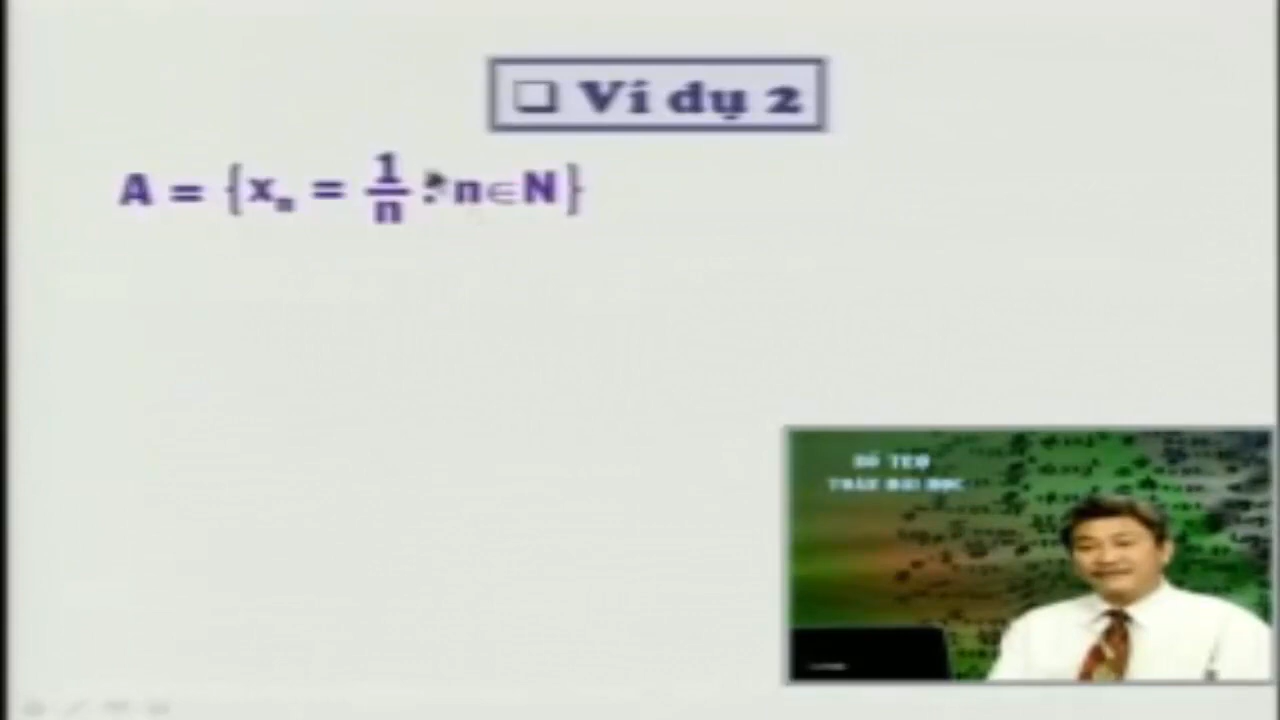 ❑ Ví dụ 2
A = {xₙ = 1/n : n∈N}